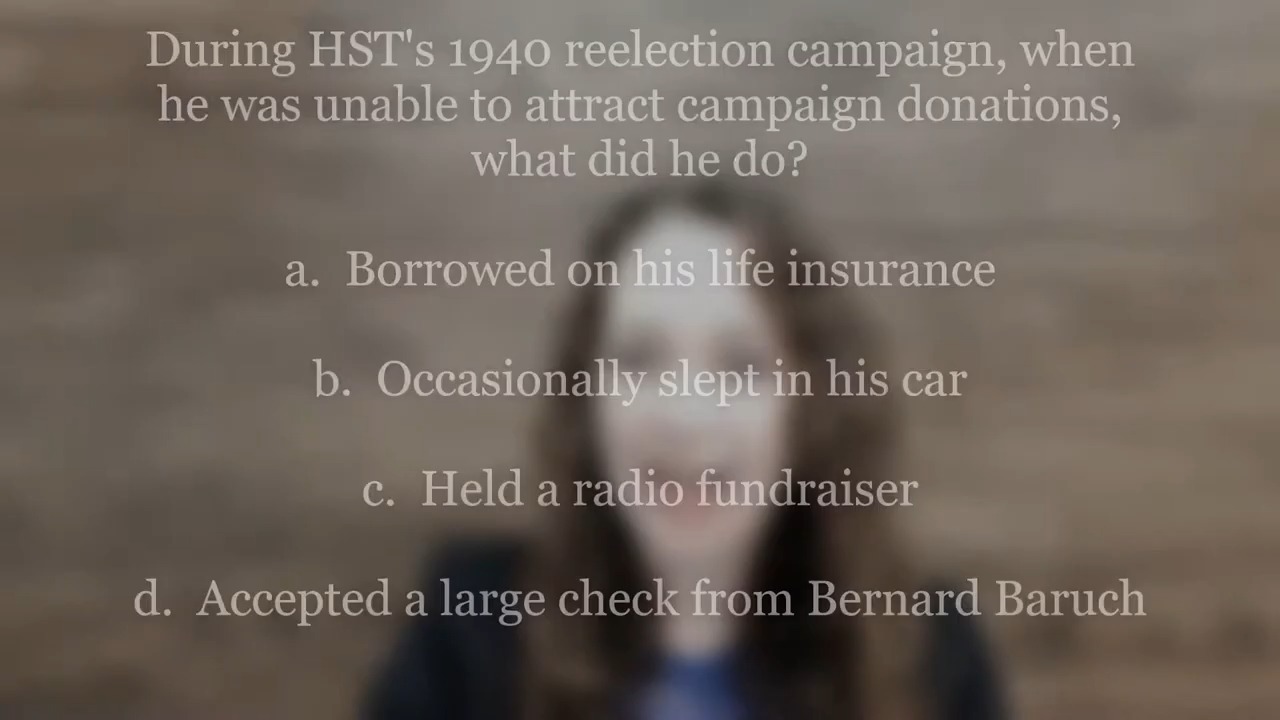 During HST's 1940 reelection campaign, when
he was unable to attract campaign donations,
what did he do?
a. Borrowed on his life insurance
b. Occasionally slept in his car
c. Held a radio fundraiser
d. Accepted a large check from Bernard Baruch